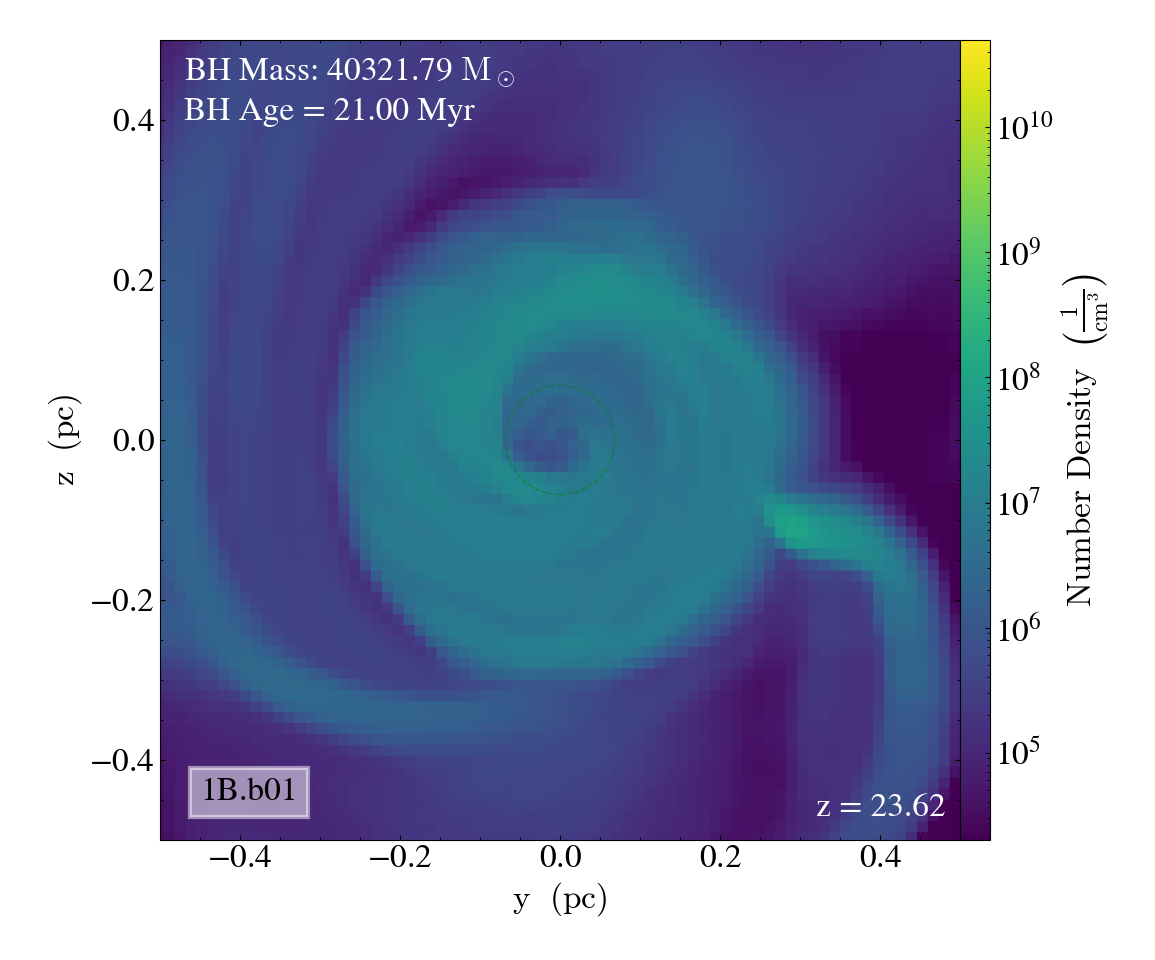 BH Mass: 40321.79 M⊙
BH Age = 21.00 Myr
0.4
0.2
0.0
−0.2
−0.4
z (pc)
1B.b01
z = 23.62
−0.4 −0.2 0.0 0.2 0.4
y (pc)
10¹⁰
10⁹
10⁸
10⁷
10⁶
10⁵
Number Density (1/cm³)